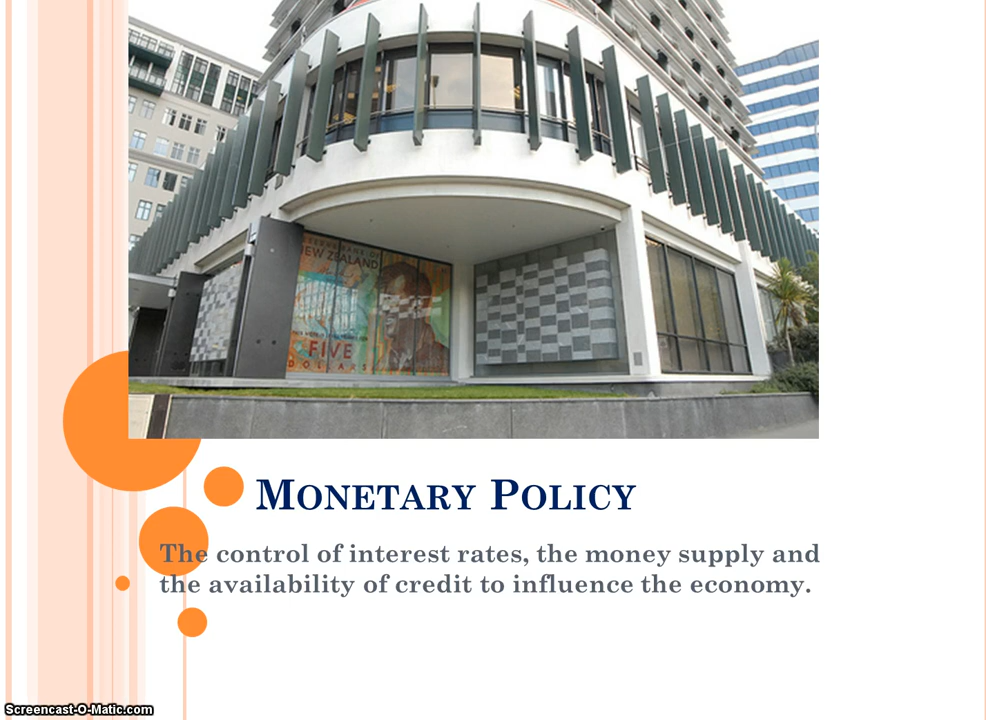 NEW ZEALAND
FIVE
DOLLARS
MONETARY POLICY
The control of interest rates, the money supply and
the availability of credit to influence the economy.
Screencast-O-Matic.com